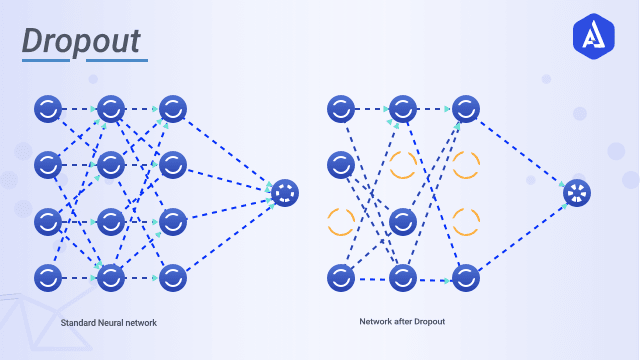 Dropout
Standard Neural network
Network after Dropout